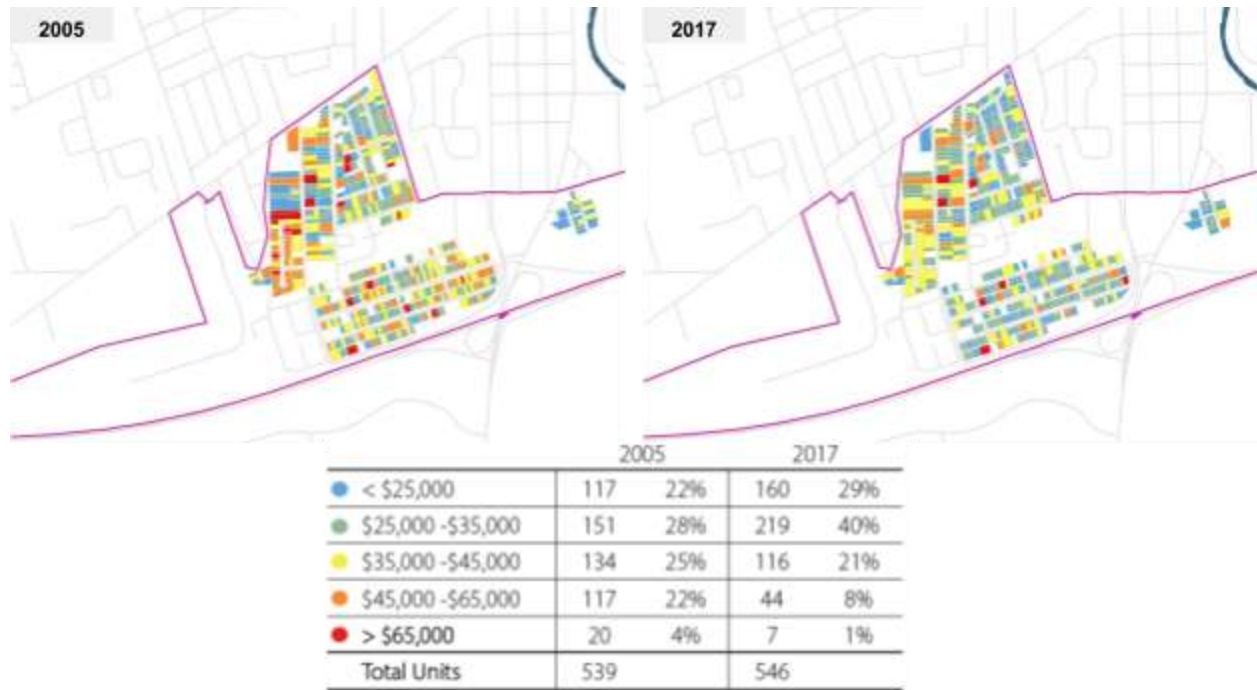 2005
2017
2005 2017
< $25,000 117 22% 160 29%
$25,000 -$35,000 151 28% 219 40%
$35,000 -$45,000 134 25% 116 21%
$45,000 -$65,000 117 22% 44 8%
> $65,000 20 4% 7 1%
Total Units 539 546